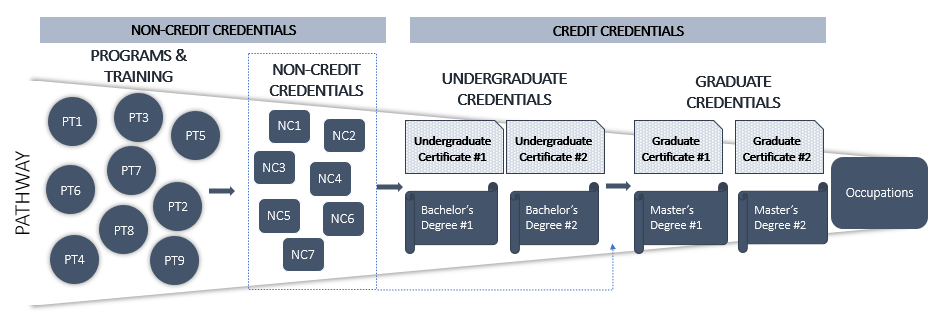 NON-CREDIT CREDENTIALS
CREDIT CREDENTIALS
PROGRAMS &
TRAINING
NON-CREDIT
CREDENTIALS
UNDERGRADUATE
CREDENTIALS
GRADUATE
CREDENTIALS
PATHWAY
PT1
PT3
PT5
PT7
PT6
PT2
PT8
PT4
PT9
NC1
NC2
NC3
NC4
NC5
NC6
NC7
Undergraduate
Certificate #1
Undergraduate
Certificate #2
Bachelor's
Degree #1
Bachelor's
Degree #2
Graduate
Certificate #1
Graduate
Certificate #2
Master's
Degree #1
Master's
Degree #2
Occupations